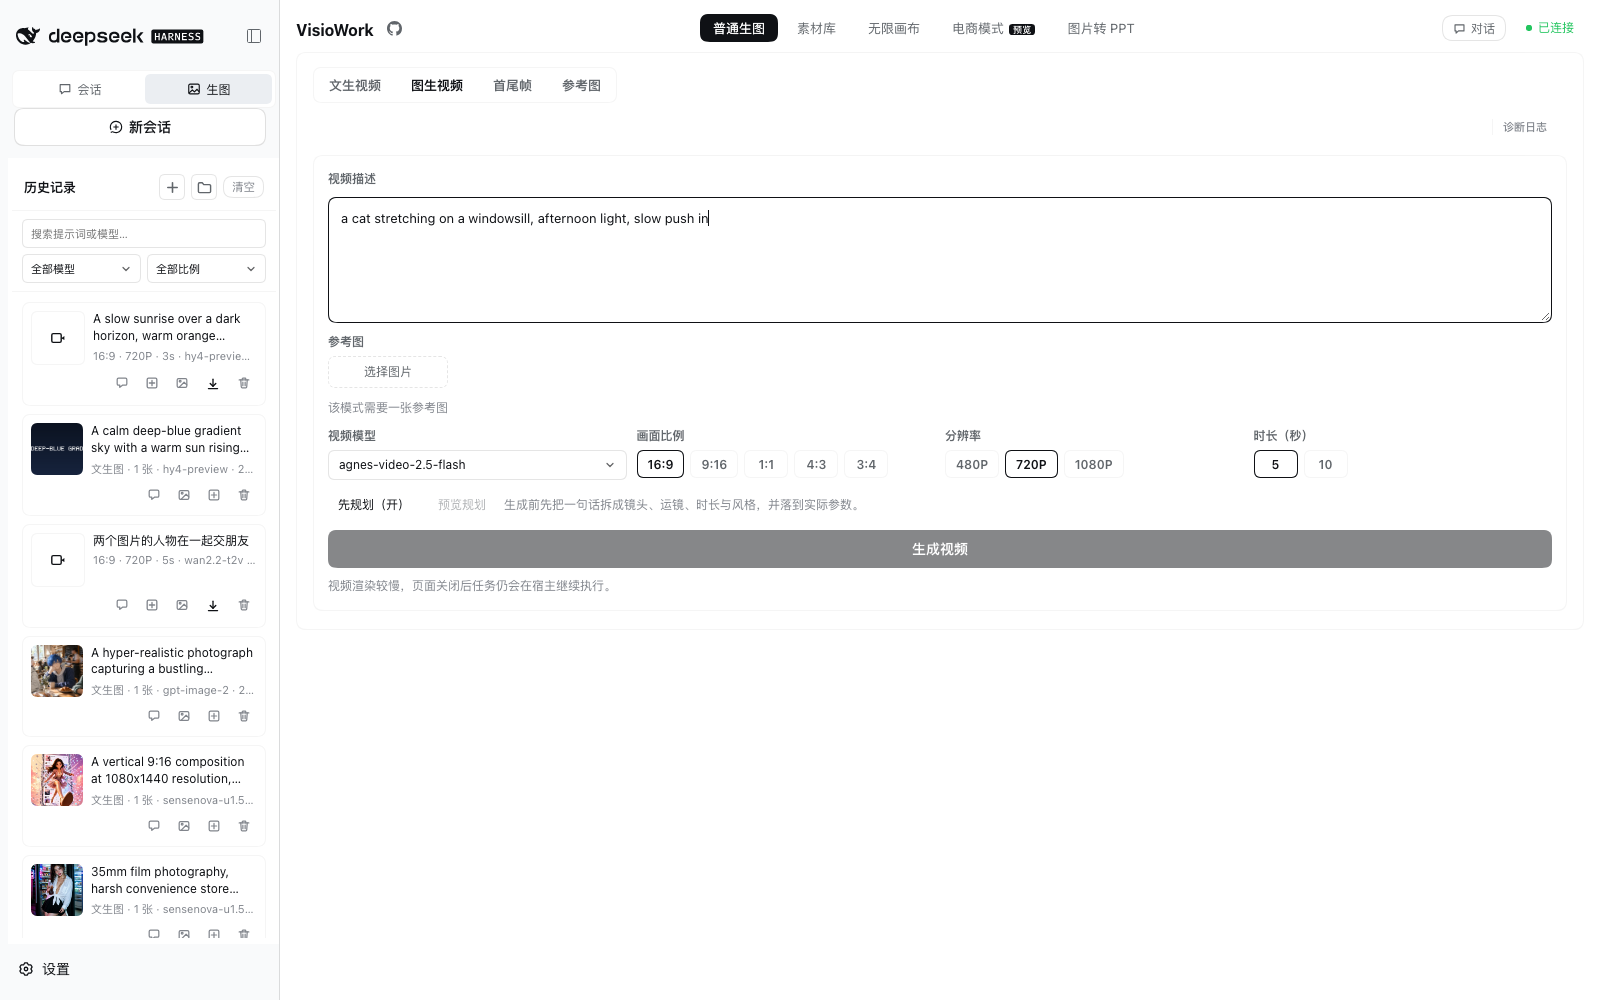 deepseek HARNESS
会话
生图
新会话
历史记录
清空
搜索提示词或模型...
全部模型
全部比例
A slow sunrise over a dark
horizon, warm orange...
16:9 · 720P · 3s · hy4-previe...
A calm deep-blue gradient
sky with a warm sun rising...
文生图 · 1 张 · hy4-preview · 2...
DEEP-BLUE GRAD
两个图片的人物在一起交朋友
16:9 · 720P · 5s · wan2.2-t2v ...
A hyper-realistic photograph
capturing a bustling...
文生图 · 1 张 · gpt-image-2 · 2...
A vertical 9:16 composition
at 1080x1440 resolution,...
文生图 · 1 张 · sensenova-u1.5...
35mm film photography,
harsh convenience store...
文生图 · 1 张 · sensenova-u1.5...
设置
VisioWork
普通生图
素材库
无限画布
电商模式 预览
图片转 PPT
对话
已连接
文生视频
图生视频
首尾帧
参考图
诊断日志
视频描述
a cat stretching on a windowsill, afternoon light, slow push in
参考图
选择图片
该模式需要一张参考图
视频模型
agnes-video-2.5-flash
画面比例
16:9
9:16
1:1
4:3
3:4
分辨率
480P
720P
1080P
时长（秒）
5
10
先规划（开）
预览规划
生成前先把一句话拆成镜头、运镜、时长与风格，并落到实际参数。
生成视频
视频渲染较慢，页面关闭后任务仍会在宿主继续执行。